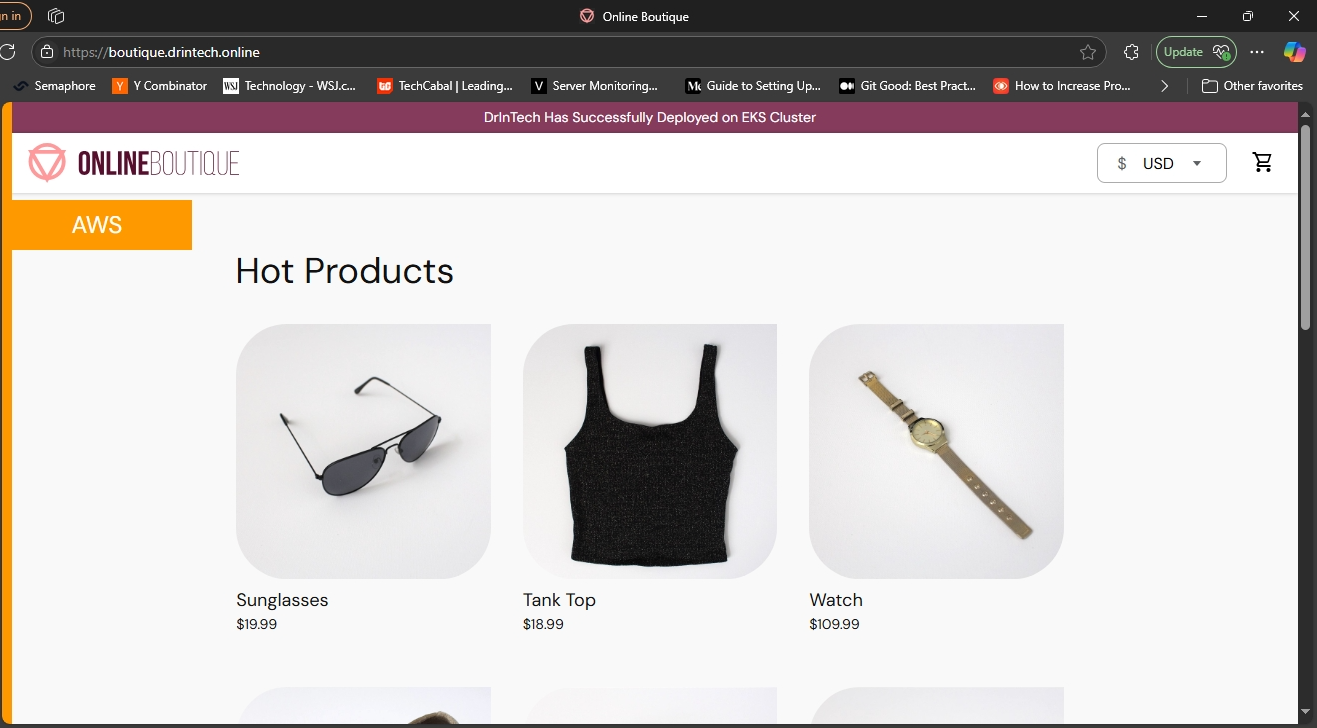 n in
Online Boutique
https://boutique.drintech.online
Update
Semaphore
Y Combinator
WSJ Technology - WSJ.c...
TechCabal | Leading...
V Server Monitoring...
Guide to Setting Up...
Git Good: Best Pract...
How to Increase Pro...
Other favorites
DrInTech Has Successfully Deployed on EKS Cluster
ONLINEBOUTIQUE
$ USD
AWS
Hot Products
Sunglasses
$19.99
Tank Top
$18.99
Watch
$109.99